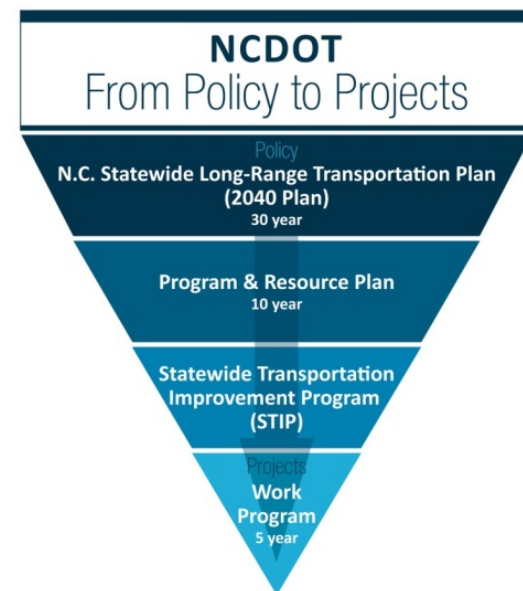 NCDOT
From Policy to Projects
Policy
N.C. Statewide Long-Range Transportation Plan
(2040 Plan)
30 year
Program & Resource Plan
10 year
Statewide Transportation
Improvement Program
(STIP)
Projects
Work
Program
5 year